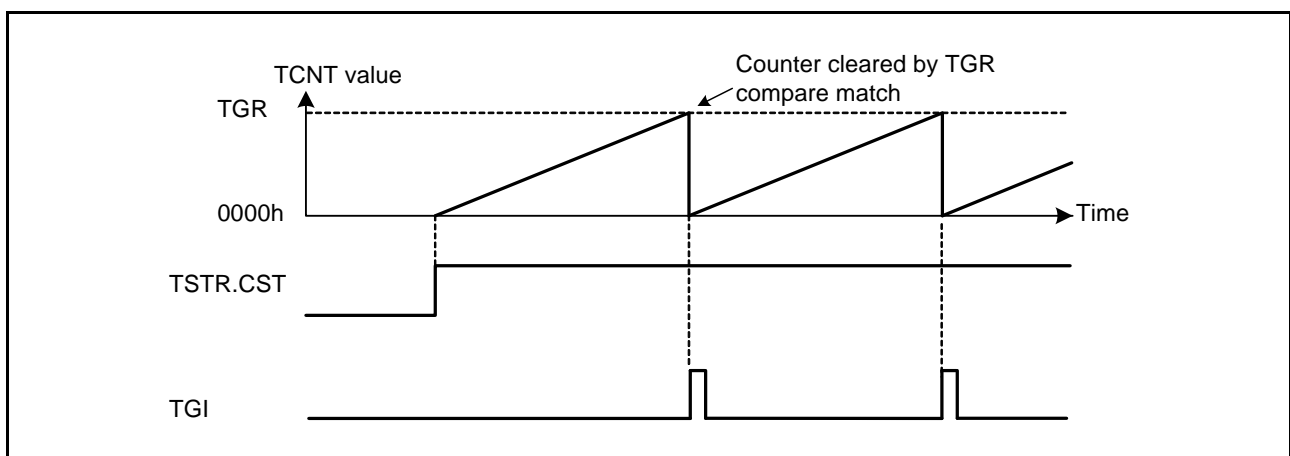 TCNT value
Counter cleared by TGR
compare match
TGR
0000h
Time
TSTR.CST
TGI